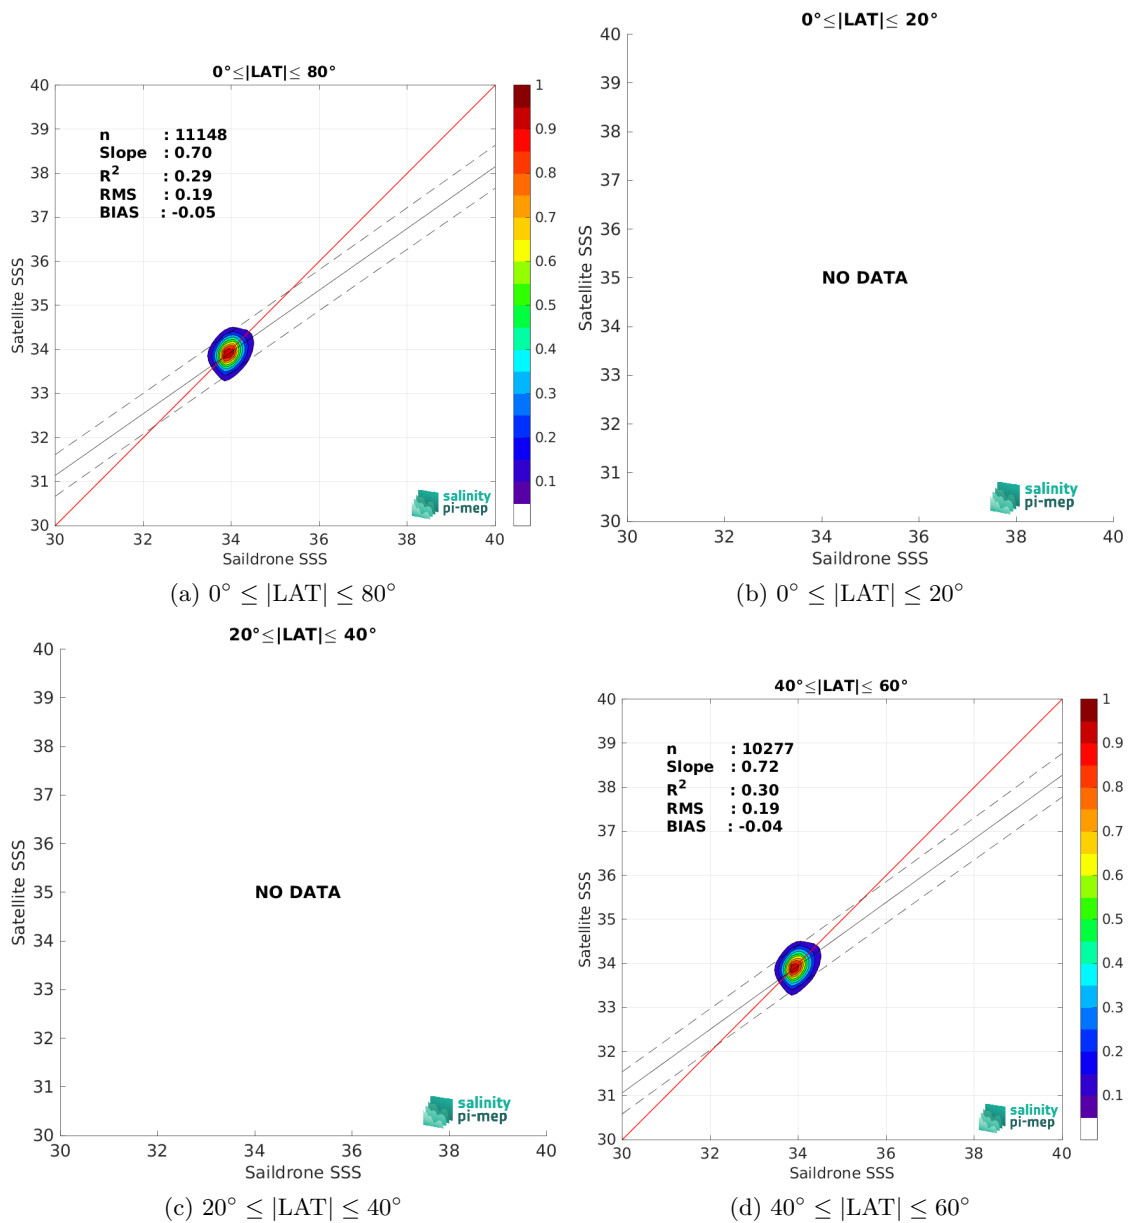 0°≤|LAT|≤ 80°
40
39
38
37
36
35
34
33
32
31
30
Satellite SSS
n : 11148
Slope : 0.70
R² : 0.29
RMS : 0.19
BIAS : -0.05
salinity
pi-mep
30 32 34 36 38 40
Saildrone SSS
1
0.9
0.8
0.7
0.6
0.5
0.4
0.3
0.2
0.1
(a) 0° ≤ |LAT| ≤ 80°
0°≤|LAT|≤ 20°
40
39
38
37
36
35
34
33
32
31
30
Satellite SSS
NO DATA
salinity
pi-mep
30 32 34 36 38 40
Saildrone SSS
(b) 0° ≤ |LAT| ≤ 20°
20°≤|LAT|≤ 40°
40
39
38
37
36
35
34
33
32
31
30
Satellite SSS
NO DATA
salinity
pi-mep
30 32 34 36 38 40
Saildrone SSS
(c) 20° ≤ |LAT| ≤ 40°
40°≤|LAT|≤ 60°
40
39
38
37
36
35
34
33
32
31
30
Satellite SSS
n : 10277
Slope : 0.72
R² : 0.30
RMS : 0.19
BIAS : -0.04
salinity
pi-mep
30 32 34 36 38 40
Saildrone SSS
1
0.9
0.8
0.7
0.6
0.5
0.4
0.3
0.2
0.1
(d) 40° ≤ |LAT| ≤ 60°